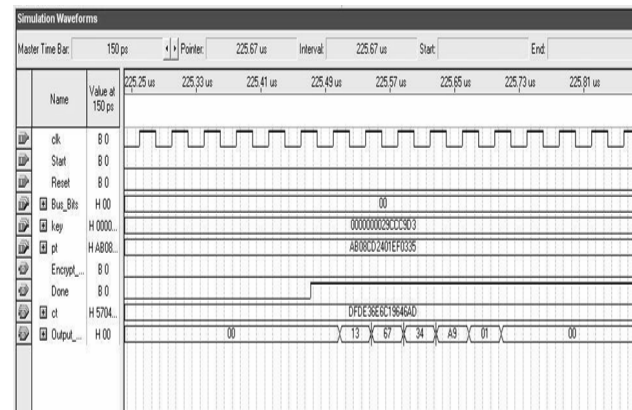 Simulation Waveforms
Master Time Bar: 150 ps Pointer: 225.67 us Interval: 225.67 us Start: End:
Name Value at 150 ps 225.25 us 225.33 us 225.41 us 225.49 us 225.57 us 225.65 us 225.73 us 225.81 us
clk B 0
Start B 0
Reset B 0
Bus_Bits H 00 00
key H 0000... 0000000029CCC9D3
pt H AB08... AB08CD2401EF0335
Encrypt_... B 0
Done B 0
ct H 5704... DFDE36E6C19646AD
Output_... H 00 00 13 67 34 A9 01 00